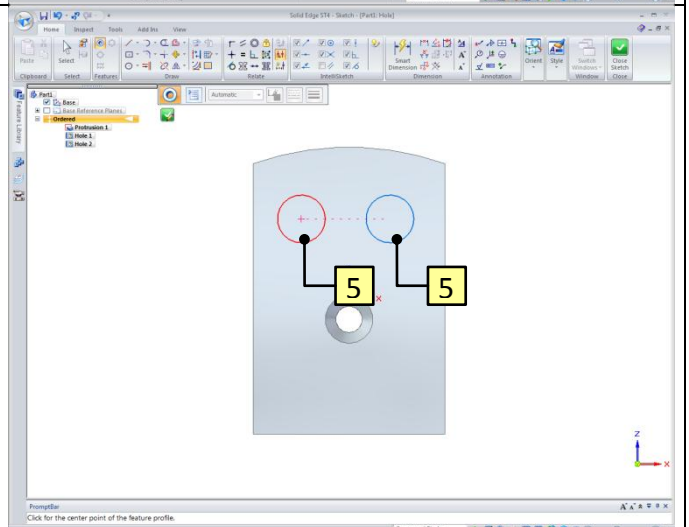 Solid Edge ST4 - Sketch - [Part1: Hole]
Home Inspect Tools Add Ins View
Paste
Select
Smart
Dimension
Orient
Style
Switch
Windows
Close
Sketch
Clipboard Select Features Draw Relate IntelliSketch Dimension Annotation Window Close
Feature Library
Part1
Base
Base Reference Planes
Ordered
Protrusion 1
Hole 1
Hole 2
Automatic
5 5
x
Z
X
PromptBar
Click for the center point of the feature profile.